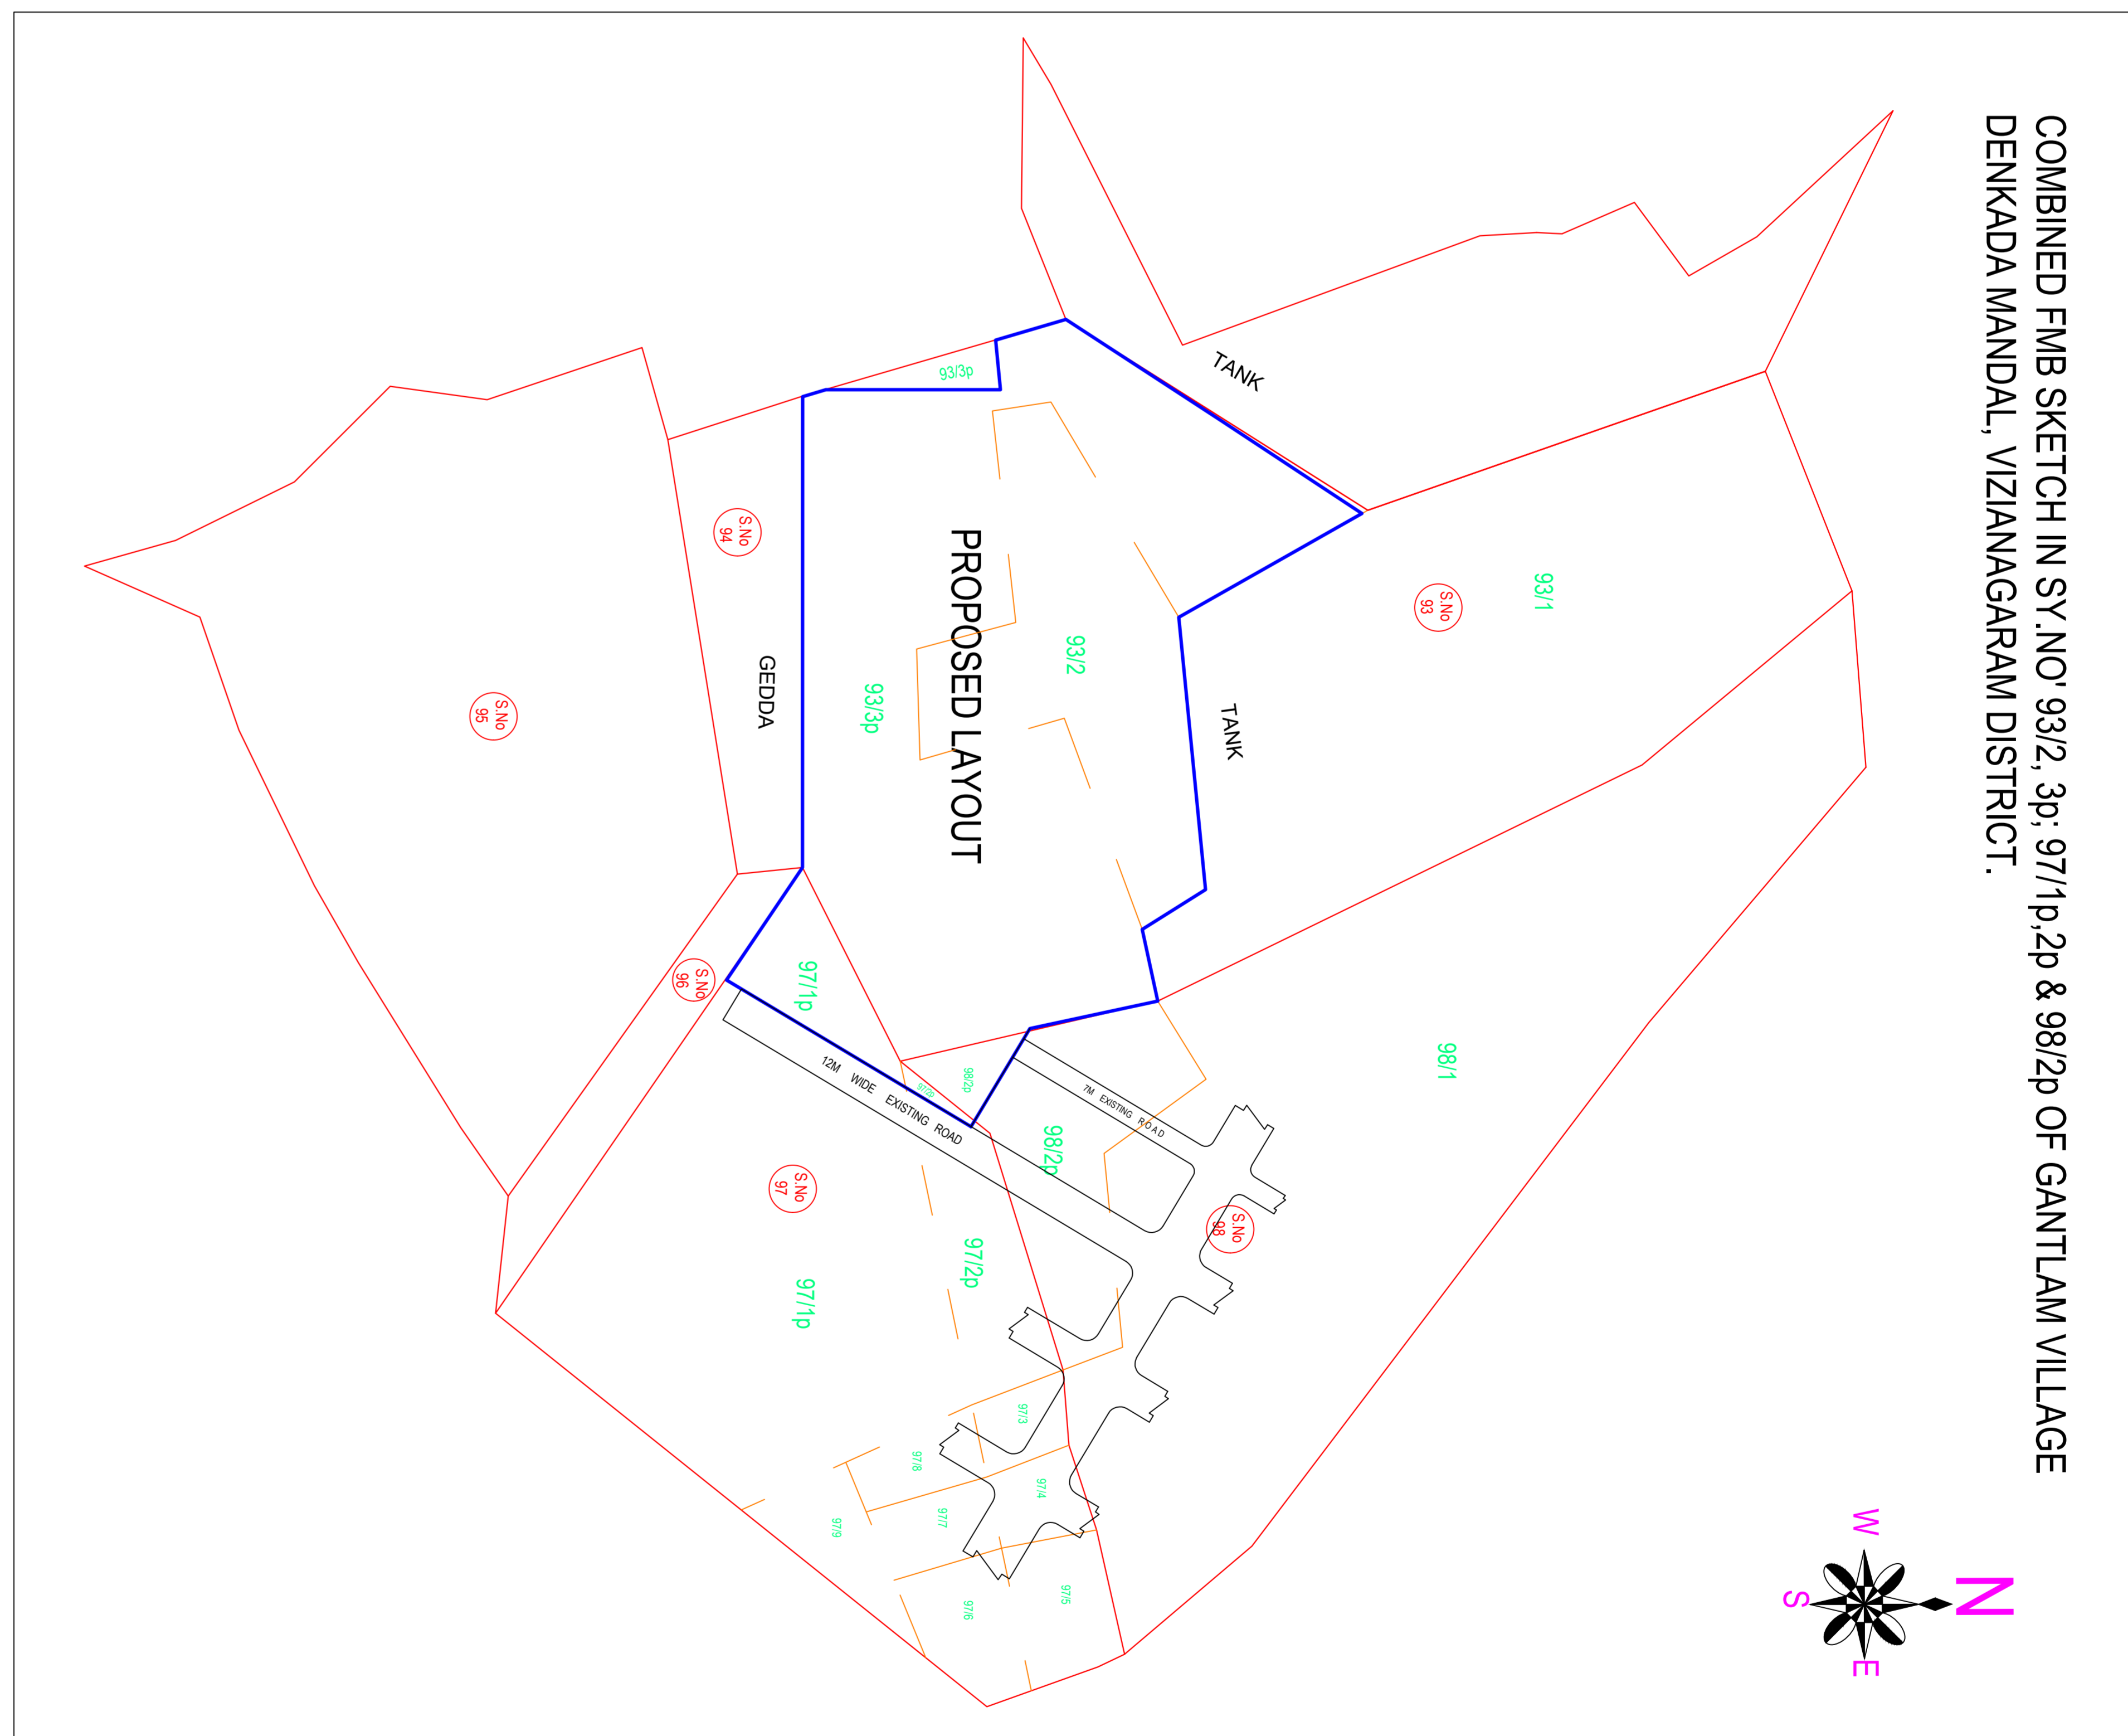 COMBINED FMB SKETCH IN SY.NO' 93/2, 3p; 97/1p,2p & 98/2p OF GANTLAM VILLAGE
DENKADA MANDAL, VIZIANAGARAM DISTRICT.
TANK
93/3p
93/1
S.No
93
S.No
94
PROPOSED LAYOUT
93/2
GEDDA
93/3p
TANK
S.No
95
97/1p
S.No
96
98/1
12M WIDE EXISTING ROAD
97/2p
98/2p
7M EXISTING ROAD
98/2p
S.No
97
S.No
98
97/2p
97/1p
97/3
97/8
97/4
97/7
97/9
97/5
97/6
N
W
S
E